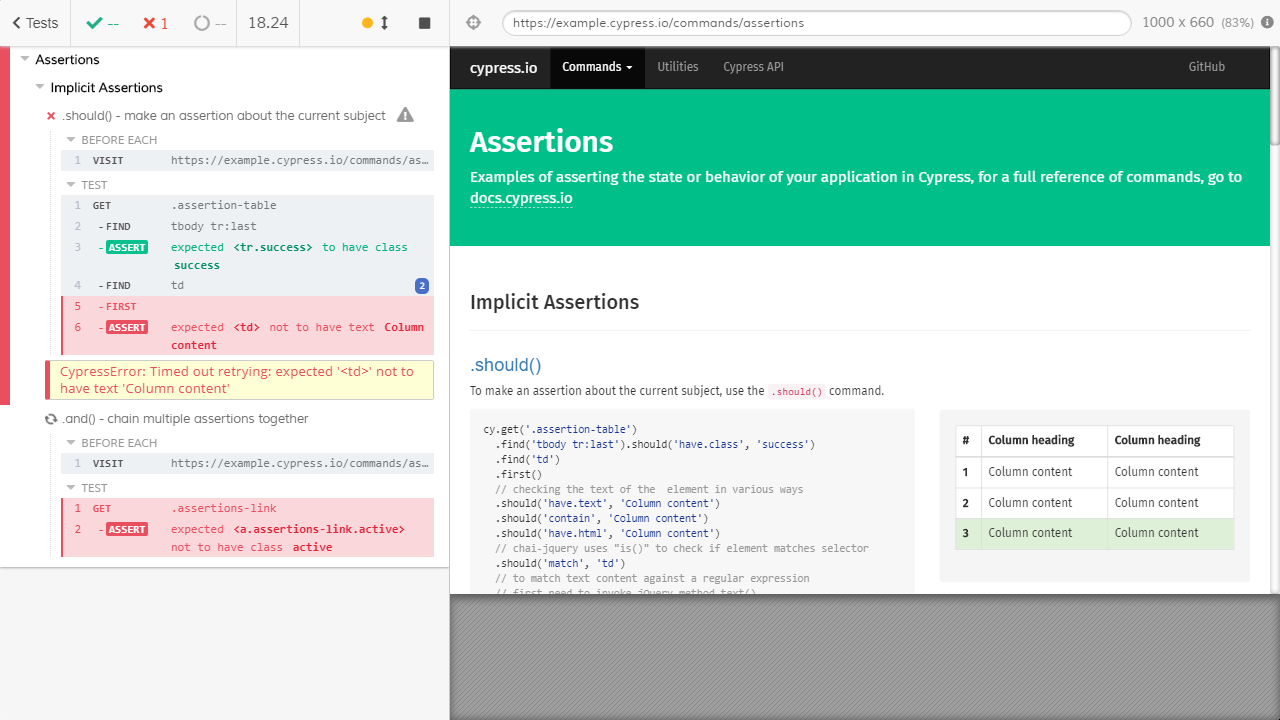 Tests
--
1
--
18.24
https://example.cypress.io/commands/assertions
1000 x 660 (83%)
Assertions
Implicit Assertions
.should() - make an assertion about the current subject
BEFORE EACH
1 VISIT https://example.cypress.io/commands/as…
TEST
1 GET .assertion-table
2 - FIND tbody tr:last
3 - ASSERT expected <tr.success> to have class
success
4 - FIND td 2
5 - FIRST
6 - ASSERT expected <td> not to have text Column
content
CypressError: Timed out retrying: expected '<td>' not to
have text 'Column content'
.and() - chain multiple assertions together
BEFORE EACH
1 VISIT https://example.cypress.io/commands/as…
TEST
1 GET .assertions-link
2 - ASSERT expected <a.assertions-link.active>
not to have class active
cypress.io Commands Utilities Cypress API GitHub
Assertions
Examples of asserting the state or behavior of your application in Cypress, for a full reference of commands, go to
docs.cypress.io
Implicit Assertions
.should()
To make an assertion about the current subject, use the .should() command.
cy.get('.assertion-table')
.find('tbody tr:last').should('have.class', 'success')
.find('td')
.first()
// checking the text of the element in various ways
.should('have.text', 'Column content')
.should('contain', 'Column content')
.should('have.html', 'Column content')
// chai-jquery uses "is()" to check if element matches selector
.should('match', 'td')
// to match text content against a regular expression
// first need to invoke jQuery method text()
# Column heading Column heading
1 Column content Column content
2 Column content Column content
3 Column content Column content